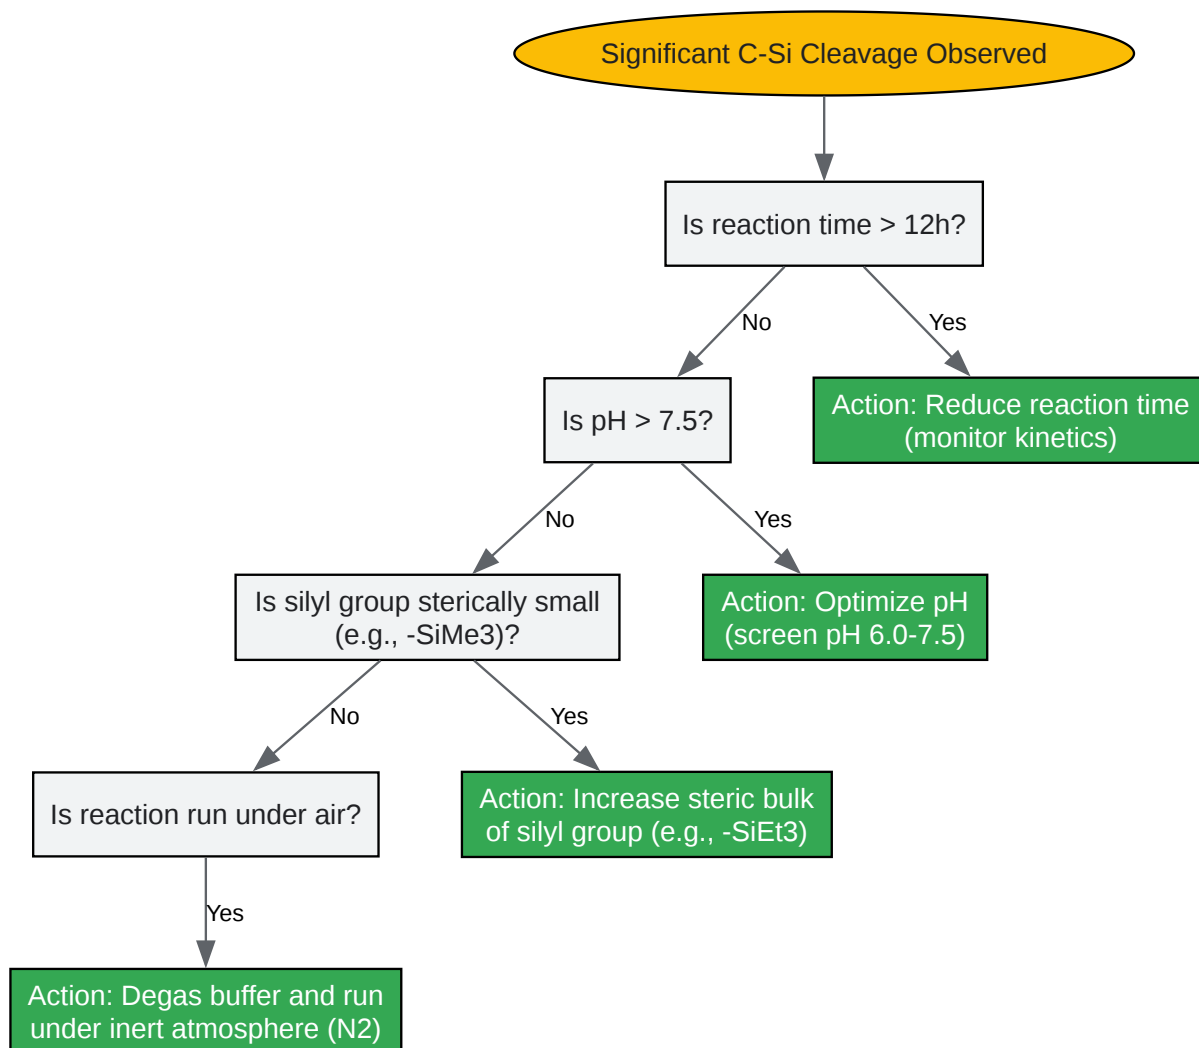 Significant C-Si Cleavage Observed
Is reaction time > 12h?
No
Yes
Is pH > 7.5?
Action: Reduce reaction time
(monitor kinetics)
No
Yes
Is silyl group sterically small
(e.g., -SiMe3)?
Action: Optimize pH
(screen pH 6.0-7.5)
No
Yes
Is reaction run under air?
Action: Increase steric bulk
of silyl group (e.g., -SiEt3)
Yes
Action: Degas buffer and run
under inert atmosphere (N2)